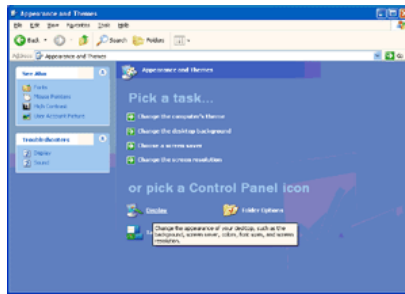 Appearance and Themes
File Edit View Favorites Tools Help
Back Search Folders
Address Appearance and Themes Go
See Also
Fonts
Mouse Pointers
High Contrast
User Account Picture
Troubleshooters
Display
Sound
Appearance and Themes
Pick a task...
Change the computer's theme
Change the desktop background
Choose a screen saver
Change the screen resolution
or pick a Control Panel icon
Display Folder Options
Change the appearance of your desktop, such as the
background, screen saver, colors, font sizes, and screen
resolution.